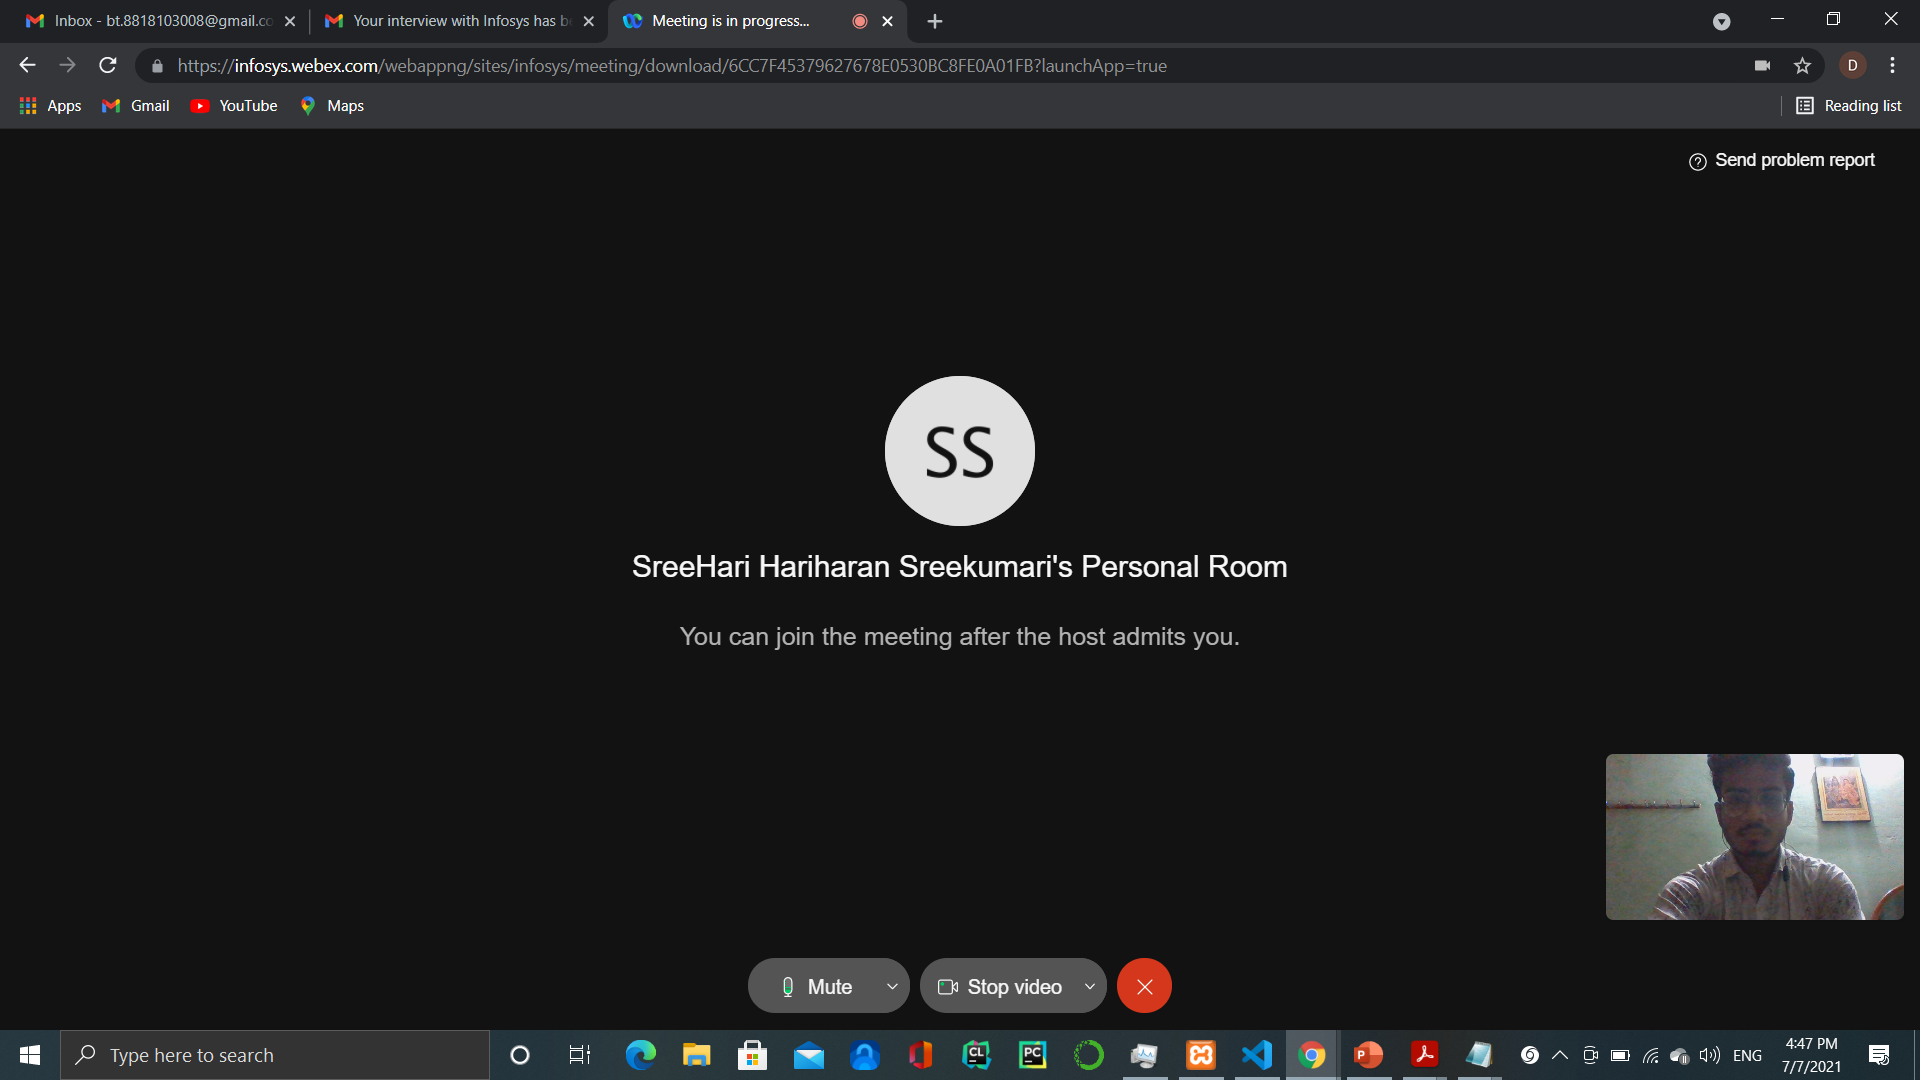 Inbox - bt.8818103008@gmail.co
Your interview with Infosys has b
Meeting is in progress...
https://infosys.webex.com/webappng/sites/infosys/meeting/download/6CC7F45379627678E0530BC8FE0A01FB?launchApp=true
D
Apps
Gmail
YouTube
Maps
Reading list
Send problem report
SS
SreeHari Hariharan Sreekumari's Personal Room
You can join the meeting after the host admits you.
Mute
Stop video
Type here to search
CL
PC
P
ENG
4:47 PM
7/7/2021